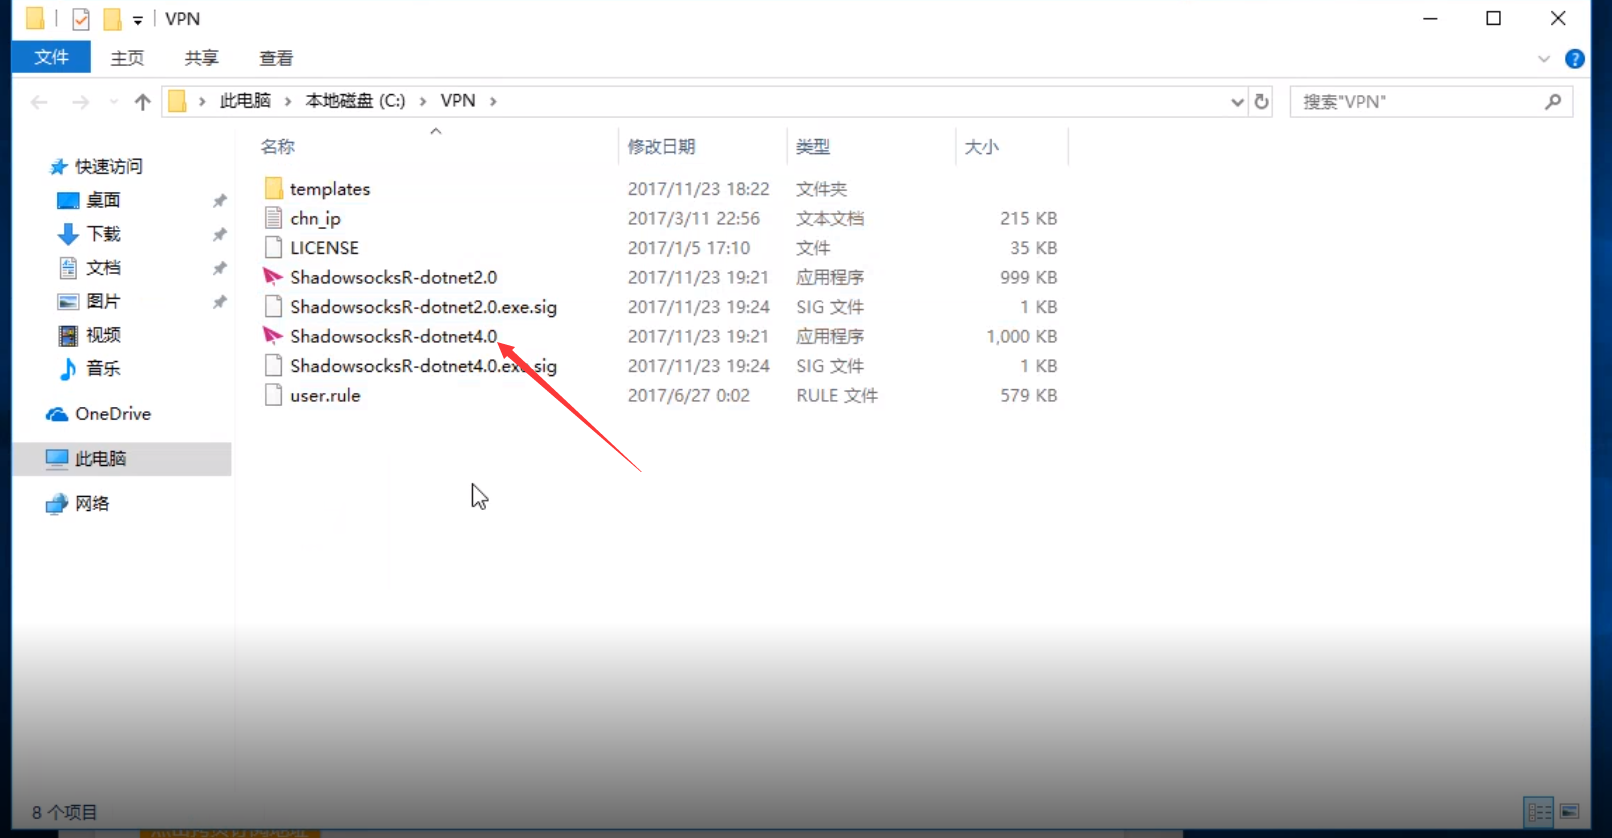 VPN
文件 主页 共享 查看
此电脑 本地磁盘 (C:) VPN 搜索"VPN"
名称 修改日期 类型 大小
快速访问
桌面
下载
文档
图片
视频
音乐
OneDrive
此电脑
网络
templates 2017/11/23 18:22 文件夹
chn_ip 2017/3/11 22:56 文本文档 215 KB
LICENSE 2017/1/5 17:10 文件 35 KB
ShadowsocksR-dotnet2.0 2017/11/23 19:21 应用程序 999 KB
ShadowsocksR-dotnet2.0.exe.sig 2017/11/23 19:24 SIG 文件 1 KB
ShadowsocksR-dotnet4.0 2017/11/23 19:21 应用程序 1,000 KB
ShadowsocksR-dotnet4.0.exe.sig 2017/11/23 19:24 SIG 文件 1 KB
user.rule 2017/6/27 0:02 RULE 文件 579 KB
8 个项目